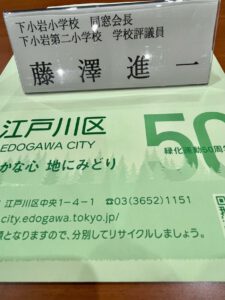 下小岩小学校 同窓会長
下小岩第二小学校 学校評議員
藤澤進一
江戸川区
EDOGAWA CITY
50
緑化運動50周年
かな心 地にみどり
江戸川区中央1-4-1 ☎03(3652)1151
city.edogawa.tokyo.jp/
となりますので、分別してリサイクルしましょう。